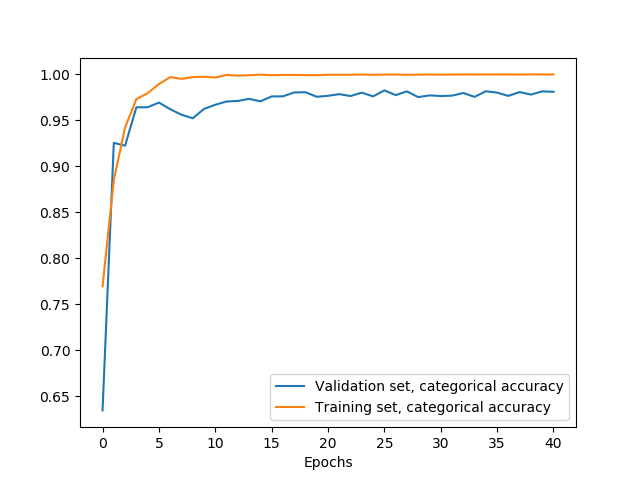 1.00
0.95
0.90
0.85
0.80
0.75
0.70
0.65
Validation set, categorical accuracy
Training set, categorical accuracy
0 5 10 15 20 25 30 35 40
Epochs